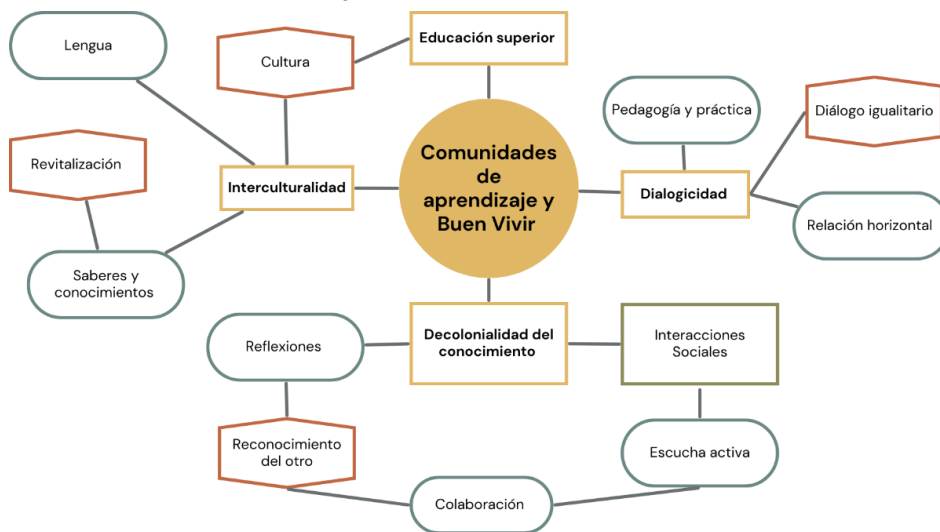 Educación superior
Lengua
Cultura
Pedagogía y práctica
Diálogo igualitario
Comunidades
de
aprendizaje y
Buen Vivir
Revitalización
Interculturalidad
Dialogicidad
Relación horizontal
Saberes y
conocimientos
Reflexiones
Decolonialidad del
conocimiento
Interacciones
Sociales
Reconocimiento
del otro
Escucha activa
Colaboración